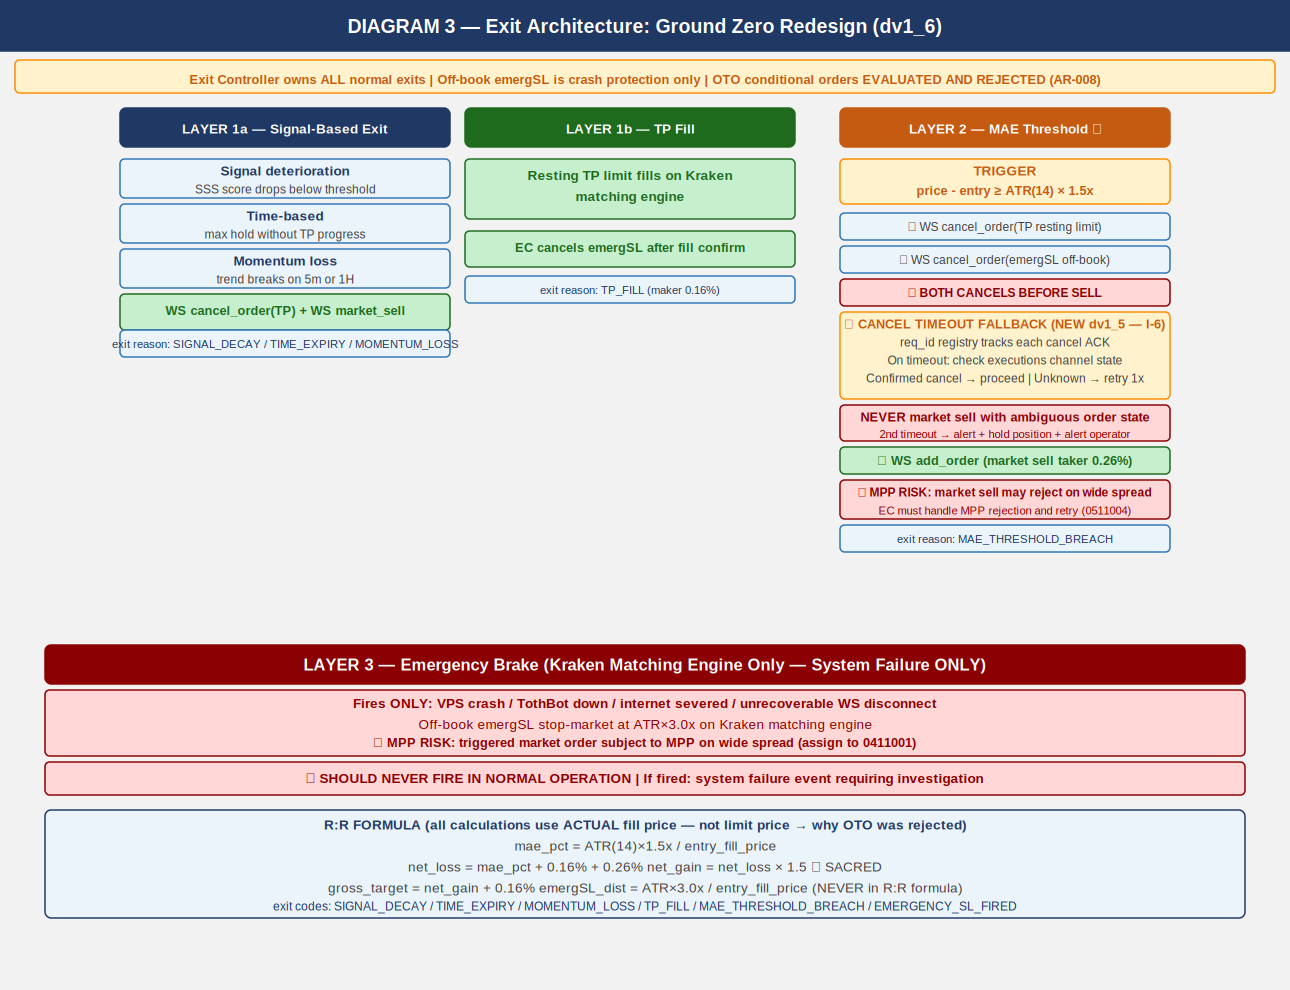 DIAGRAM 3 — Exit Architecture: Ground Zero Redesign (dv1_6)
Exit Controller owns ALL normal exits | Off-book emergSL is crash protection only | OTO conditional orders EVALUATED AND REJECTED (AR-008)
LAYER 1a — Signal-Based Exit
Signal deterioration
SSS score drops below threshold
Time-based
max hold without TP progress
Momentum loss
trend breaks on 5m or 1H
WS cancel_order(TP) + WS market_sell
exit reason: SIGNAL_DECAY / TIME_EXPIRY / MOMENTUM_LOSS
LAYER 1b — TP Fill
Resting TP limit fills on Kraken
matching engine
EC cancels emergSL after fill confirm
exit reason: TP_FILL (maker 0.16%)
LAYER 2 — MAE Threshold
TRIGGER
price - entry ≥ ATR(14) × 1.5x
WS cancel_order(TP resting limit)
WS cancel_order(emergSL off-book)
BOTH CANCELS BEFORE SELL
CANCEL TIMEOUT FALLBACK (NEW dv1_5 — I-6)
req_id registry tracks each cancel ACK
On timeout: check executions channel state
Confirmed cancel → proceed | Unknown → retry 1x
NEVER market sell with ambiguous order state
2nd timeout → alert + hold position + alert operator
WS add_order (market sell taker 0.26%)
MPP RISK: market sell may reject on wide spread
EC must handle MPP rejection and retry (0511004)
exit reason: MAE_THRESHOLD_BREACH
LAYER 3 — Emergency Brake (Kraken Matching Engine Only — System Failure ONLY)
Fires ONLY: VPS crash / TothBot down / internet severed / unrecoverable WS disconnect
Off-book emergSL stop-market at ATR×3.0x on Kraken matching engine
MPP RISK: triggered market order subject to MPP on wide spread (assign to 0411001)
SHOULD NEVER FIRE IN NORMAL OPERATION | If fired: system failure event requiring investigation
R:R FORMULA (all calculations use ACTUAL fill price — not limit price → why OTO was rejected)
mae_pct = ATR(14)×1.5x / entry_fill_price
net_loss = mae_pct + 0.16% + 0.26% net_gain = net_loss × 1.5 SACRED
gross_target = net_gain + 0.16% emergSL_dist = ATR×3.0x / entry_fill_price (NEVER in R:R formula)
exit codes: SIGNAL_DECAY / TIME_EXPIRY / MOMENTUM_LOSS / TP_FILL / MAE_THRESHOLD_BREACH / EMERGENCY_SL_FIRED